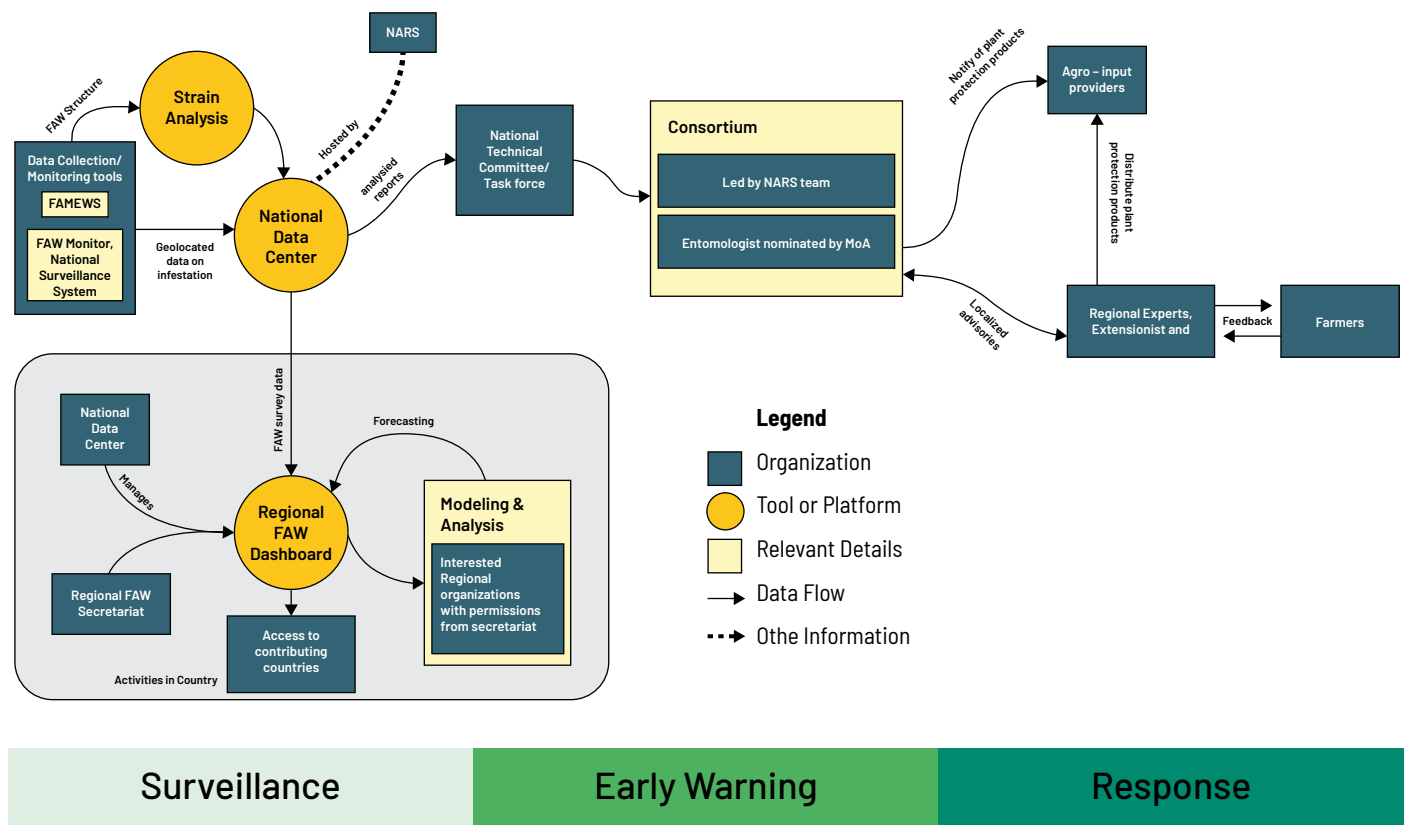 NARS
Strain
Analysis
FAW Structure
Data Collection/
Monitoring tools
FAMEWS
FAW Monitor,
National
Surveillance
System
Geolocated
data on
infestation
Hosted by
National
Data
Center
analysied
reports
National
Technical
Committee/
Task force
Consortium
Led by NARS team
Entomologist nominated by MoA
Notify of plant
protection products
Agro – input
providers
Distribute plant
protection products
Localized
advisories
Regional Experts,
Extensionist and
Feedback
Farmers
FAW survey data
National
Data
Center
Manages
Regional FAW
Secretariat
Regional
FAW
Dashboard
Forecasting
Modeling &
Analysis
Interested
Regional
organizations
with permissions
from secretariat
Access to
contributing
countries
Activities in Country
Legend
Organization
Tool or Platform
Relevant Details
Data Flow
Othe Information
Surveillance
Early Warning
Response